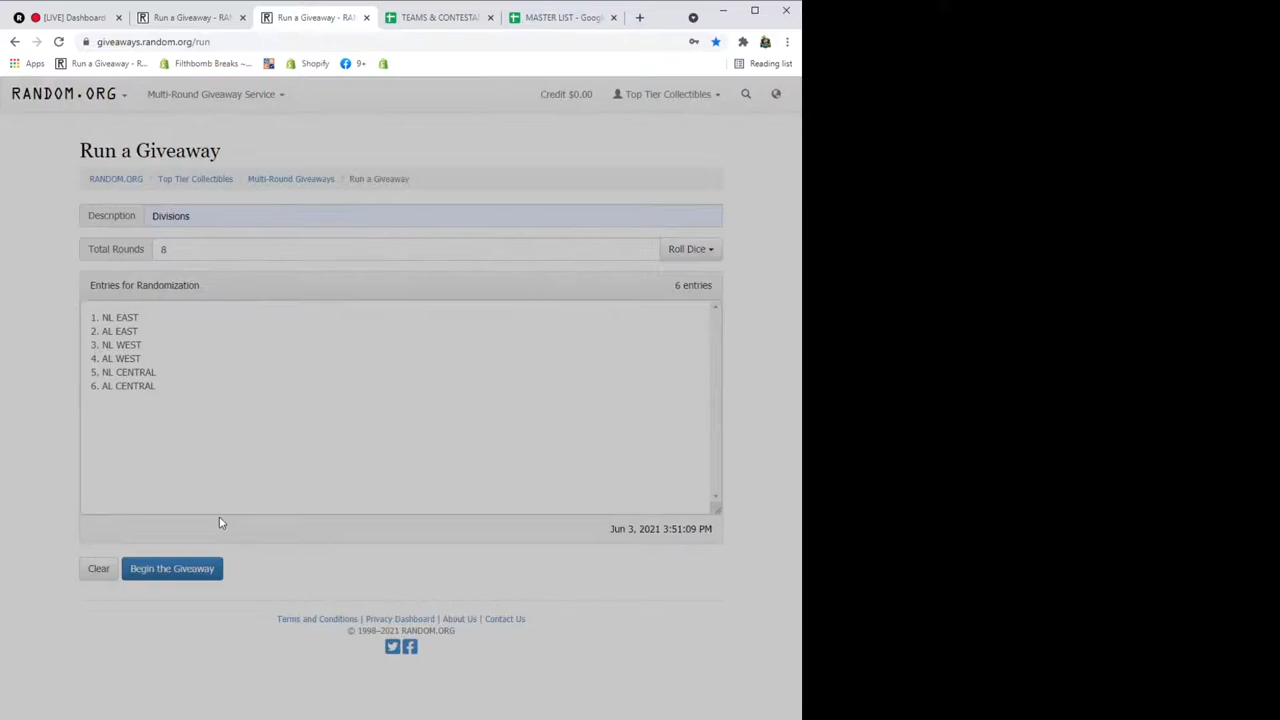 [LIVE] Dashboard
Run a Giveaway - RAN
Run a Giveaway - RAN
TEAMS & CONTESTA
MASTER LIST - Googl
giveaways.random.org/run
Apps
Run a Giveaway - R...
Filthbomb Breaks ~...
Shopify
9+
Reading list
RANDOM.ORG
Multi-Round Giveaway Service
Credit $0.00
Top Tier Collectibles
Run a Giveaway
RANDOM.ORG / Top Tier Collectibles / Multi-Round Giveaways / Run a Giveaway
Description Divisions
Total Rounds 8 Roll Dice
Entries for Randomization 6 entries
1. NL EAST
2. AL EAST
3. NL WEST
4. AL WEST
5. NL CENTRAL
6. AL CENTRAL
Jun 3, 2021 3:51:09 PM
Clear Begin the Giveaway
Terms and Conditions | Privacy Dashboard | About Us | Contact Us
© 1998–2021 RANDOM.ORG